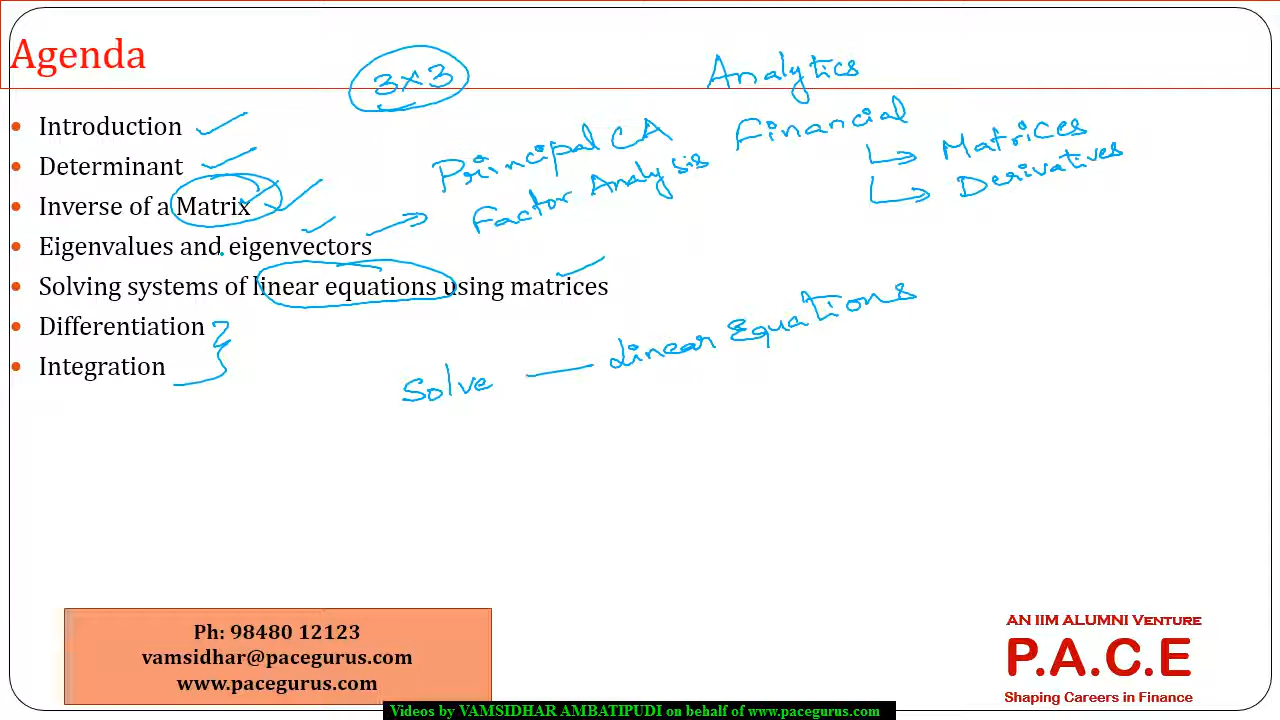 Agenda
3×3
Analytics
Financial
Matrices
Derivatives
Principal CA
Factor Analysis
• Introduction
• Determinant
• Inverse of a Matrix
• Eigenvalues and eigenvectors
• Solving systems of linear equations using matrices
• Differentiation
• Integration
Solve — Linear Equations
Ph: 98480 12123
vamsidhar@pacegurus.com
www.pacegurus.com
AN IIM ALUMNI VENTURE
P.A.C.E
Shaping Careers in Finance
Videos by VAMSIDHAR AMBATIPUDI on behalf of www.pacegurus.com